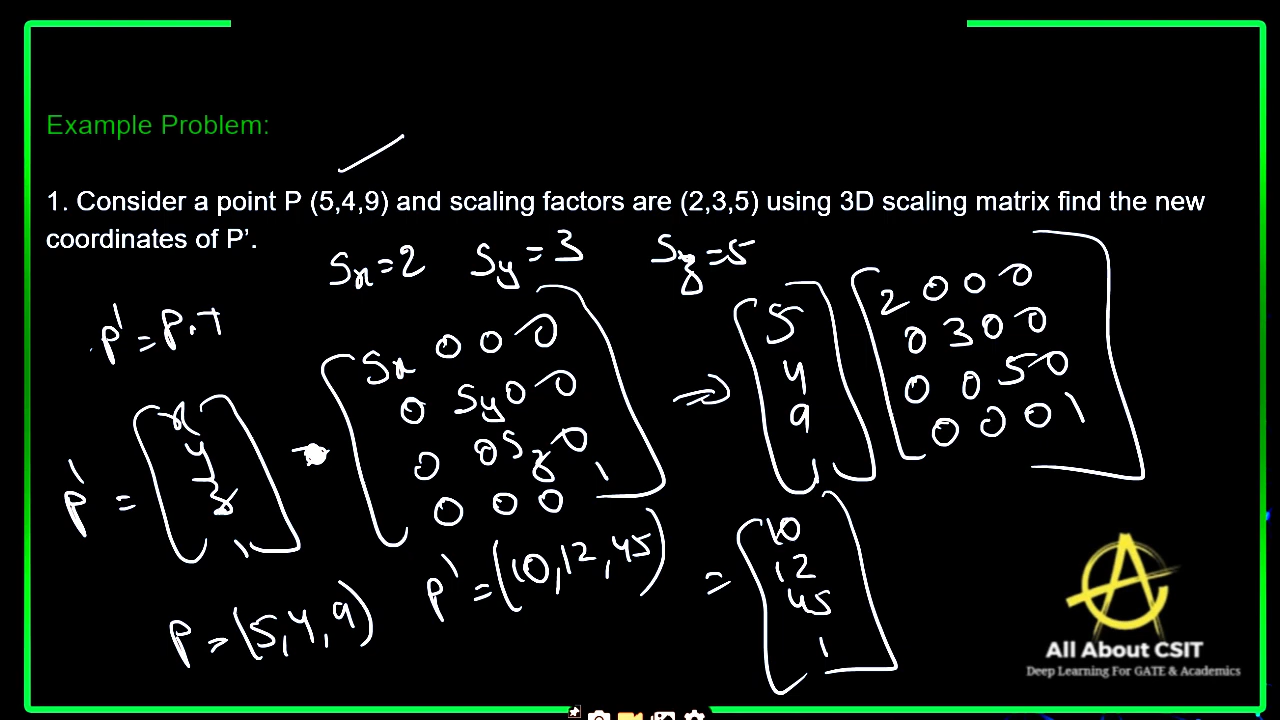 Example Problem:
1. Consider a point P (5,4,9) and scaling factors are (2,3,5) using 3D scaling matrix find the new
coordinates of P'.
Sx=2 Sy=3 Sz=5
P'=P.T
P' = [x y z 1] . [Sx 0 0 0
0 Sy 0 0
0 0 Sz 0
0 0 0 1]
=> [5 4 9 1] [2 0 0 0
0 3 0 0
0 0 5 0
0 0 0 1]
= [10 12 45 1]
P=(5,4,9) P'=(10,12,45)
All About CSIT
Deep Learning For GATE & Academics